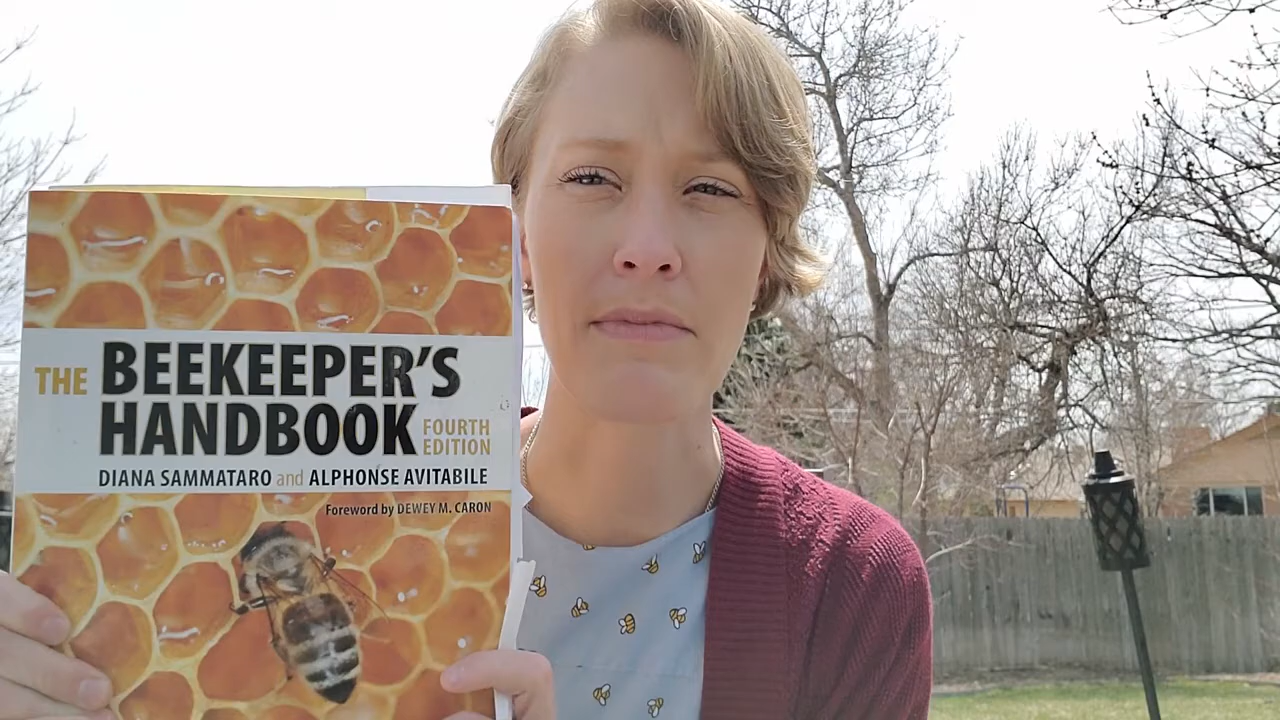 THE BEEKEEPER'S
HANDBOOK FOURTH EDITION
DIANA SAMMATARO and ALPHONSE AVITABILE
Foreword by DEWEY M. CARON